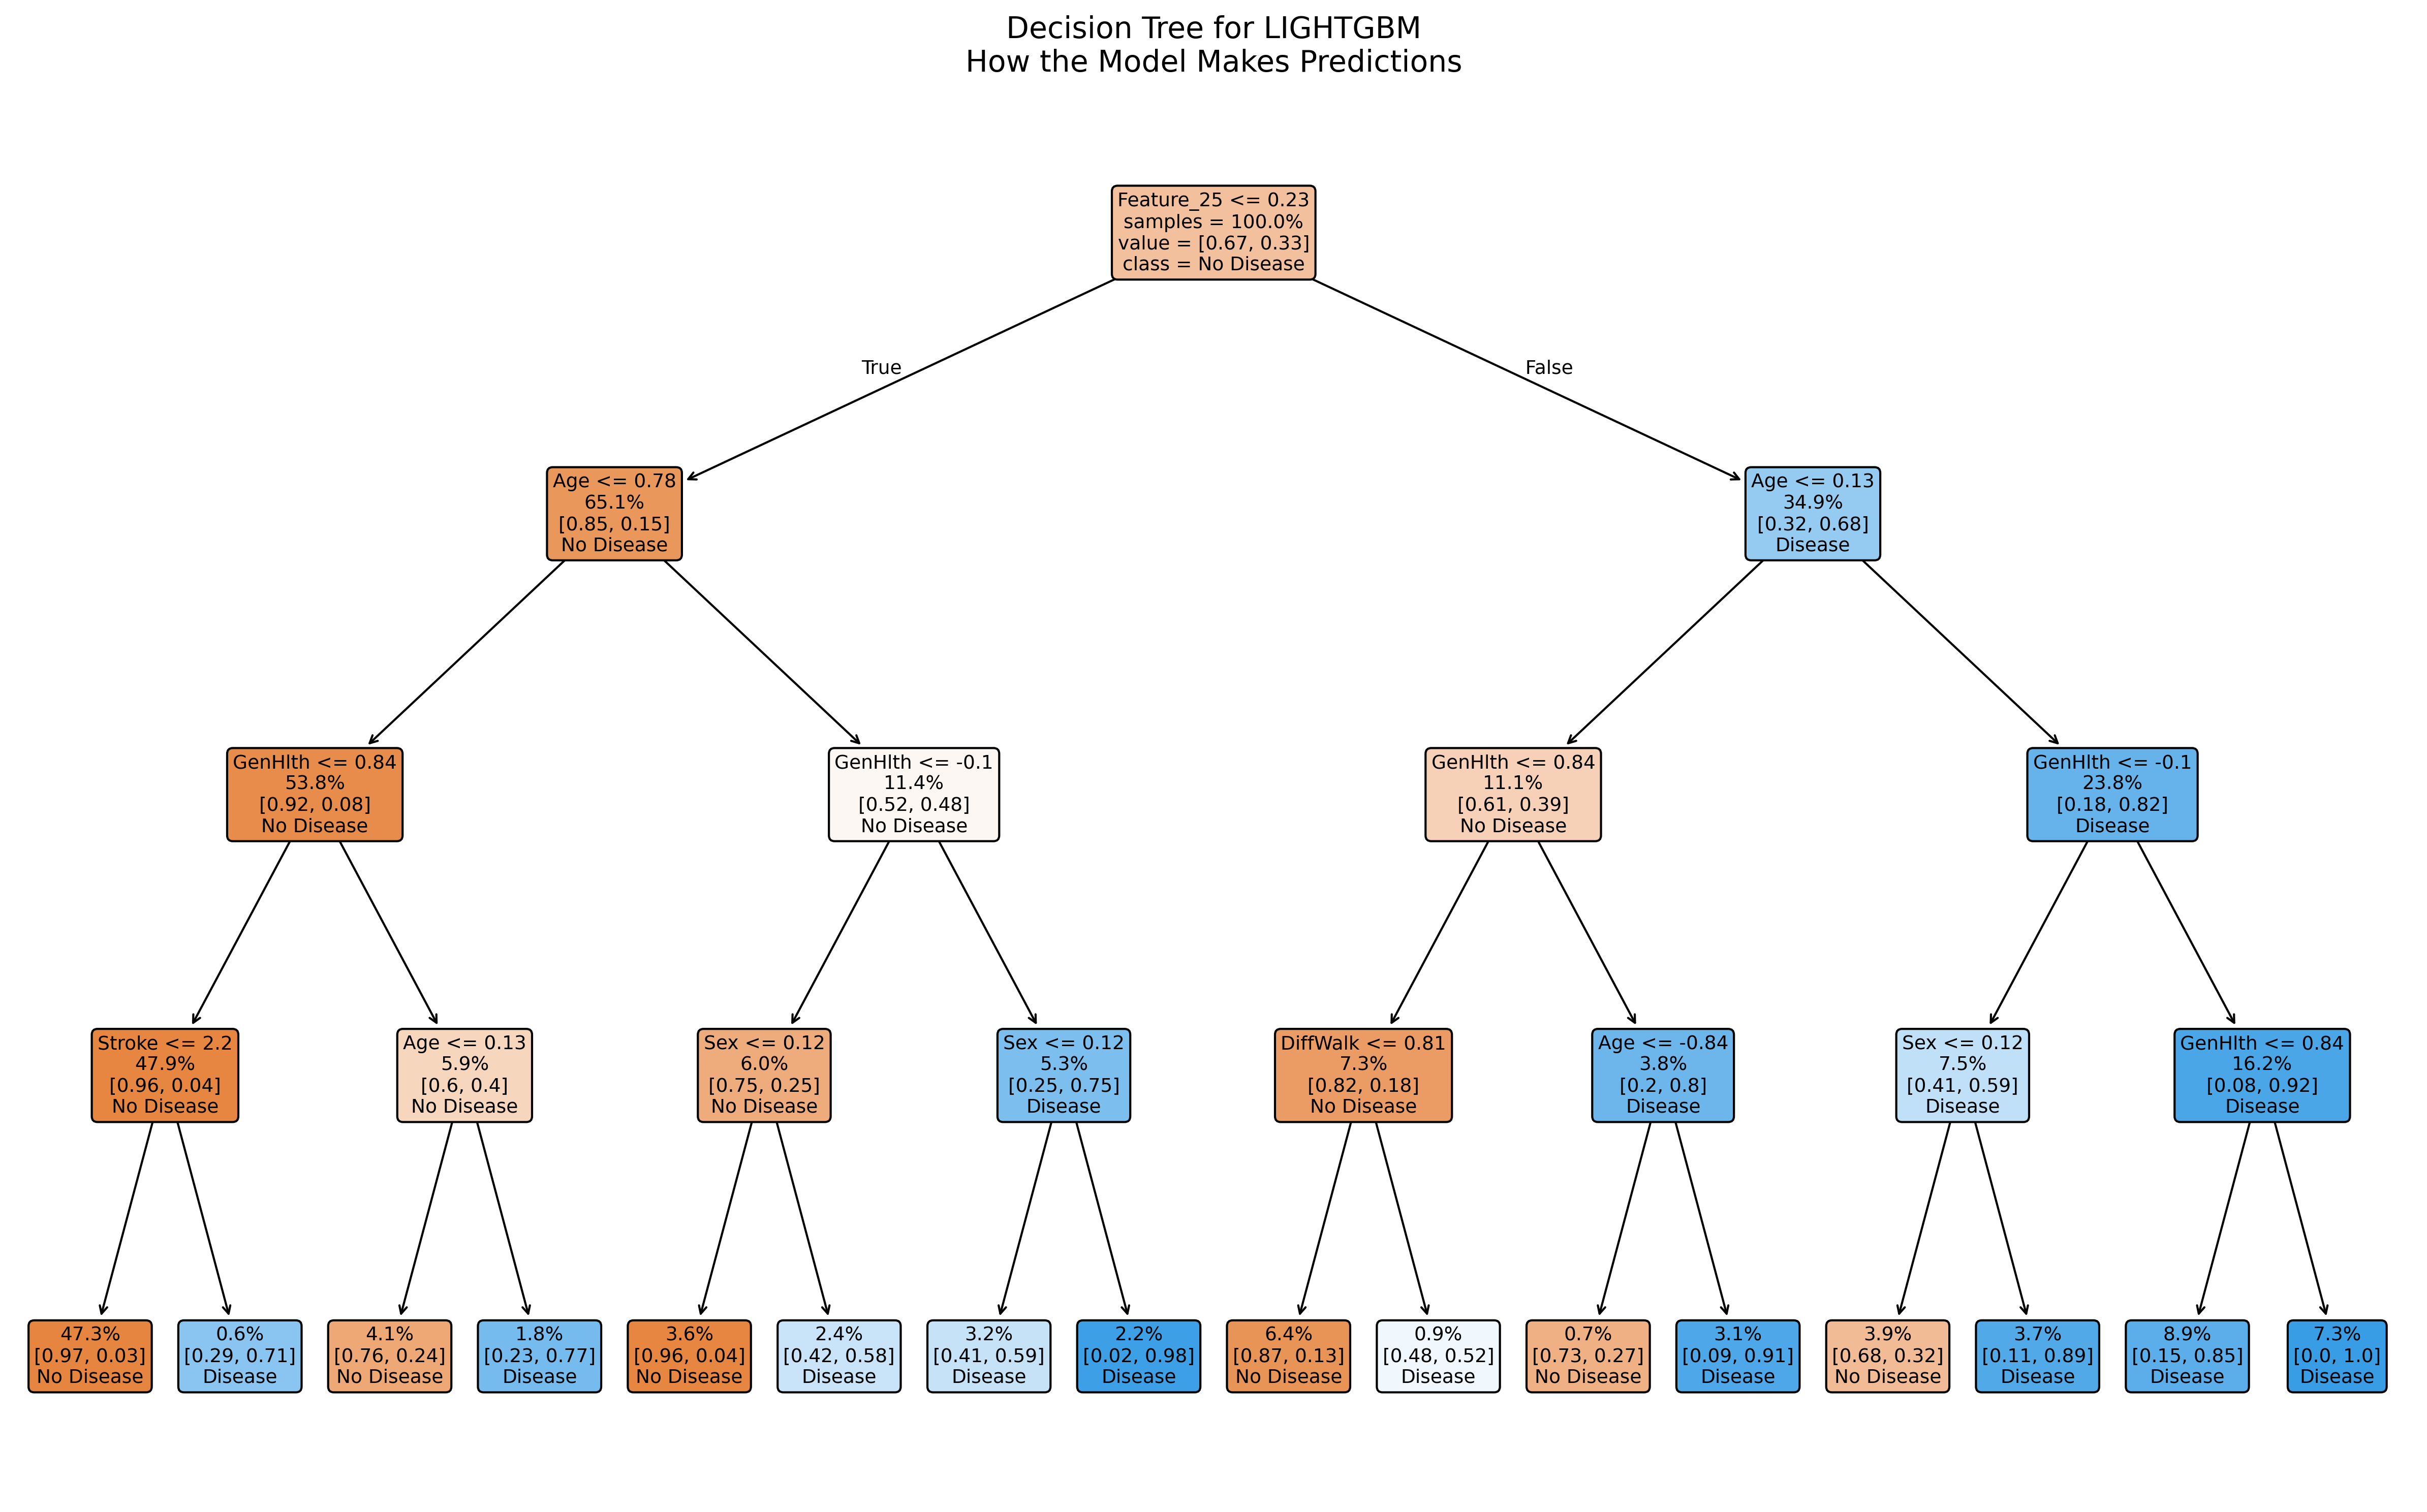 Decision Tree for LIGHTGBM
How the Model Makes Predictions
Feature_25 <= 0.23
samples = 100.0%
value = [0.67, 0.33]
class = No Disease
True
False
Age <= 0.78
65.1%
[0.85, 0.15]
No Disease
Age <= 0.13
34.9%
[0.32, 0.68]
Disease
GenHlth <= 0.84
53.8%
[0.92, 0.08]
No Disease
GenHlth <= -0.1
11.4%
[0.52, 0.48]
No Disease
GenHlth <= 0.84
11.1%
[0.61, 0.39]
No Disease
GenHlth <= -0.1
23.8%
[0.18, 0.82]
Disease
Stroke <= 2.2
47.9%
[0.96, 0.04]
No Disease
Age <= 0.13
5.9%
[0.6, 0.4]
No Disease
Sex <= 0.12
6.0%
[0.75, 0.25]
No Disease
Sex <= 0.12
5.3%
[0.25, 0.75]
Disease
DiffWalk <= 0.81
7.3%
[0.82, 0.18]
No Disease
Age <= -0.84
3.8%
[0.2, 0.8]
Disease
Sex <= 0.12
7.5%
[0.41, 0.59]
Disease
GenHlth <= 0.84
16.2%
[0.08, 0.92]
Disease
47.3%
[0.97, 0.03]
No Disease
0.6%
[0.29, 0.71]
Disease
4.1%
[0.76, 0.24]
No Disease
1.8%
[0.23, 0.77]
Disease
3.6%
[0.96, 0.04]
No Disease
2.4%
[0.42, 0.58]
Disease
3.2%
[0.41, 0.59]
Disease
2.2%
[0.02, 0.98]
Disease
6.4%
[0.87, 0.13]
No Disease
0.9%
[0.48, 0.52]
Disease
0.7%
[0.73, 0.27]
No Disease
3.1%
[0.09, 0.91]
Disease
3.9%
[0.68, 0.32]
No Disease
3.7%
[0.11, 0.89]
Disease
8.9%
[0.15, 0.85]
Disease
7.3%
[0.0, 1.0]
Disease